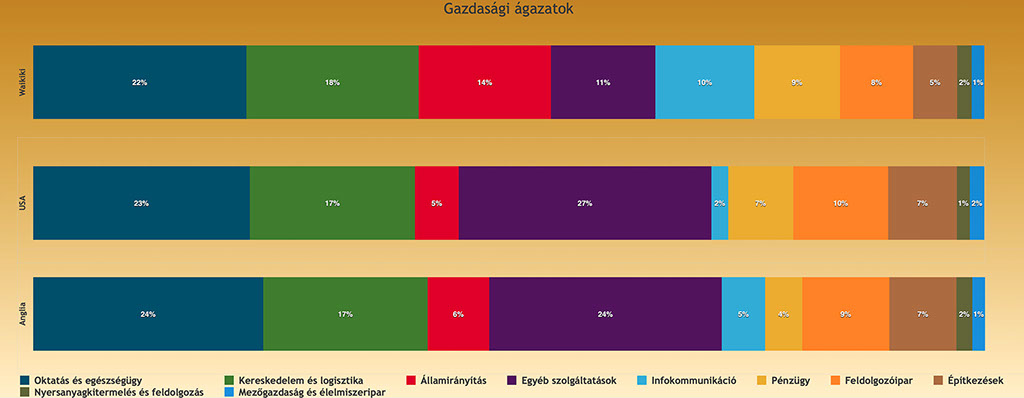 Gazdasági ágazatok
Waikiki
22% 18% 14% 11% 10% 9% 8% 5% 2% 1%
USA
23% 17% 5% 27% 2% 7% 10% 7% 1% 2%
Anglia
24% 17% 6% 24% 5% 4% 9% 7% 2% 1%
Oktatás és egészségügy Kereskedelem és logisztika Államirányítás Egyéb szolgáltatások Infokommunikáció Pénzügy Feldolgozóipar Építkezések
Nyersanyagkitermelés és feldolgozás Mezőgazdaság és élelmiszeripar